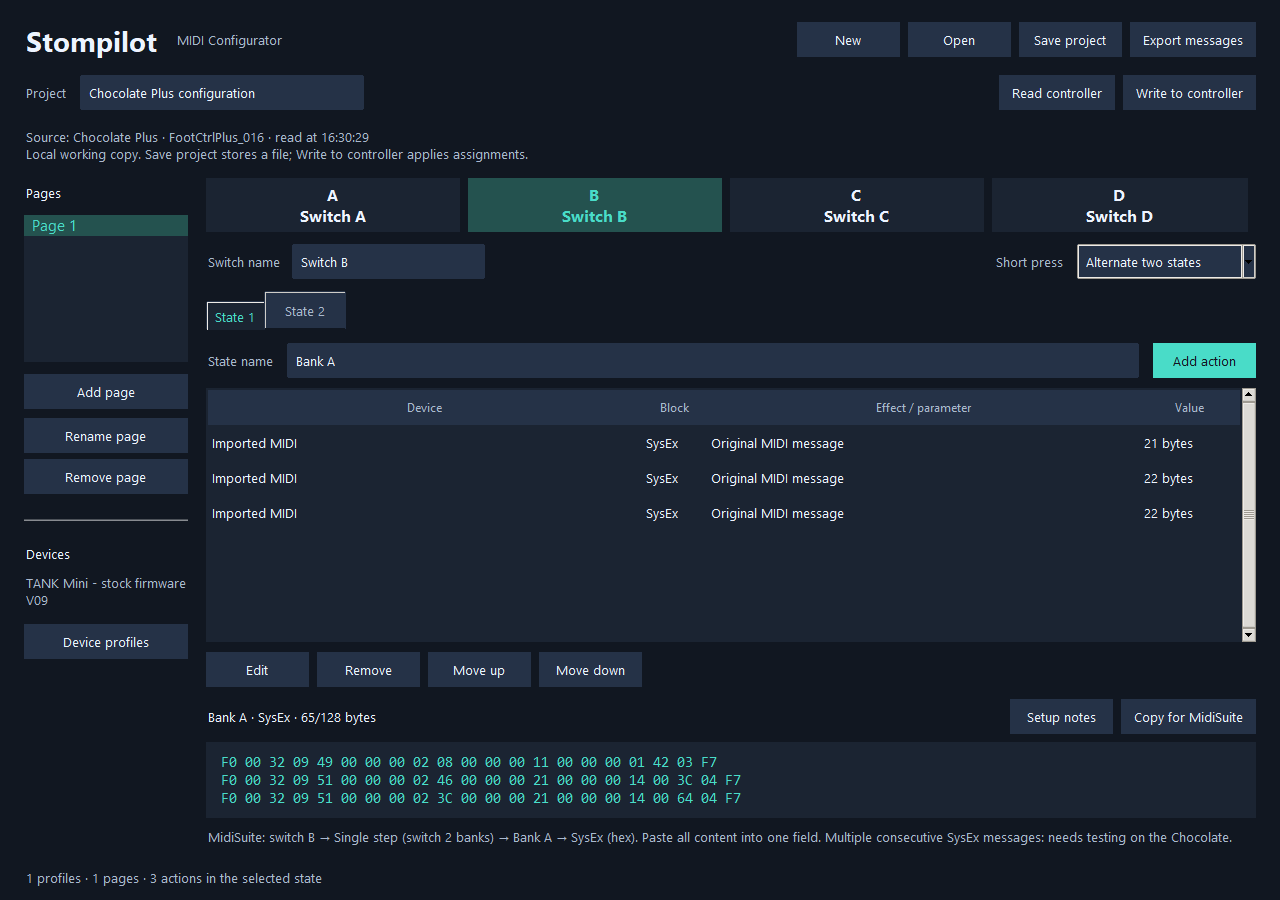 Stompilot MIDI Configurator New Open Save project Export messages
Project Chocolate Plus configuration Read controller Write to controller
Source: Chocolate Plus · FootCtrlPlus_016 · read at 16:30:29
Local working copy. Save project stores a file; Write to controller applies assignments.
Pages
Page 1
Add page
Rename page
Remove page
Devices
TANK Mini - stock firmware
V09
Device profiles
A B C D
Switch A Switch B Switch C Switch D
Switch name Switch B Short press Alternate two states
State 1 State 2
State name Bank A Add action
Device Block Effect / parameter Value
Imported MIDI SysEx Original MIDI message 21 bytes
Imported MIDI SysEx Original MIDI message 22 bytes
Imported MIDI SysEx Original MIDI message 22 bytes
Edit Remove Move up Move down
Bank A · SysEx · 65/128 bytes Setup notes Copy for MidiSuite
F0 00 32 09 49 00 00 00 02 08 00 00 00 11 00 00 00 01 42 03 F7
F0 00 32 09 51 00 00 00 02 46 00 00 00 21 00 00 00 14 00 3C 04 F7
F0 00 32 09 51 00 00 00 02 3C 00 00 00 21 00 00 00 14 00 64 04 F7
MidiSuite: switch B → Single step (switch 2 banks) → Bank A → SysEx (hex). Paste all content into one field. Multiple consecutive SysEx messages: needs testing on the Chocolate.
1 profiles · 1 pages · 3 actions in the selected state